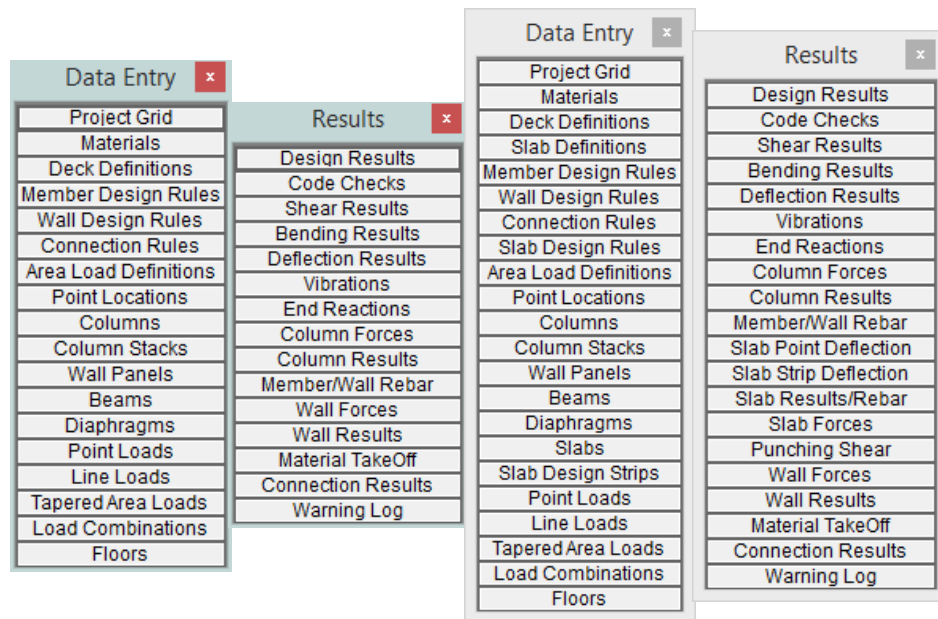 Data Entry
x
Project Grid
Materials
Deck Definitions
Member Design Rules
Wall Design Rules
Connection Rules
Area Load Definitions
Point Locations
Columns
Column Stacks
Wall Panels
Beams
Diaphragms
Point Loads
Line Loads
Tapered Area Loads
Load Combinations
Floors
Results
x
Design Results
Code Checks
Shear Results
Bending Results
Deflection Results
Vibrations
End Reactions
Column Forces
Column Results
Member/Wall Rebar
Wall Forces
Wall Results
Material TakeOff
Connection Results
Warning Log
Data Entry
x
Project Grid
Materials
Deck Definitions
Slab Definitions
Member Design Rules
Wall Design Rules
Connection Rules
Slab Design Rules
Area Load Definitions
Point Locations
Columns
Column Stacks
Wall Panels
Beams
Diaphragms
Slabs
Slab Design Strips
Point Loads
Line Loads
Tapered Area Loads
Load Combinations
Floors
Results
x
Design Results
Code Checks
Shear Results
Bending Results
Deflection Results
Vibrations
End Reactions
Column Forces
Column Results
Member/Wall Rebar
Slab Point Deflection
Slab Strip Deflection
Slab Results/Rebar
Slab Forces
Punching Shear
Wall Forces
Wall Results
Material TakeOff
Connection Results
Warning Log